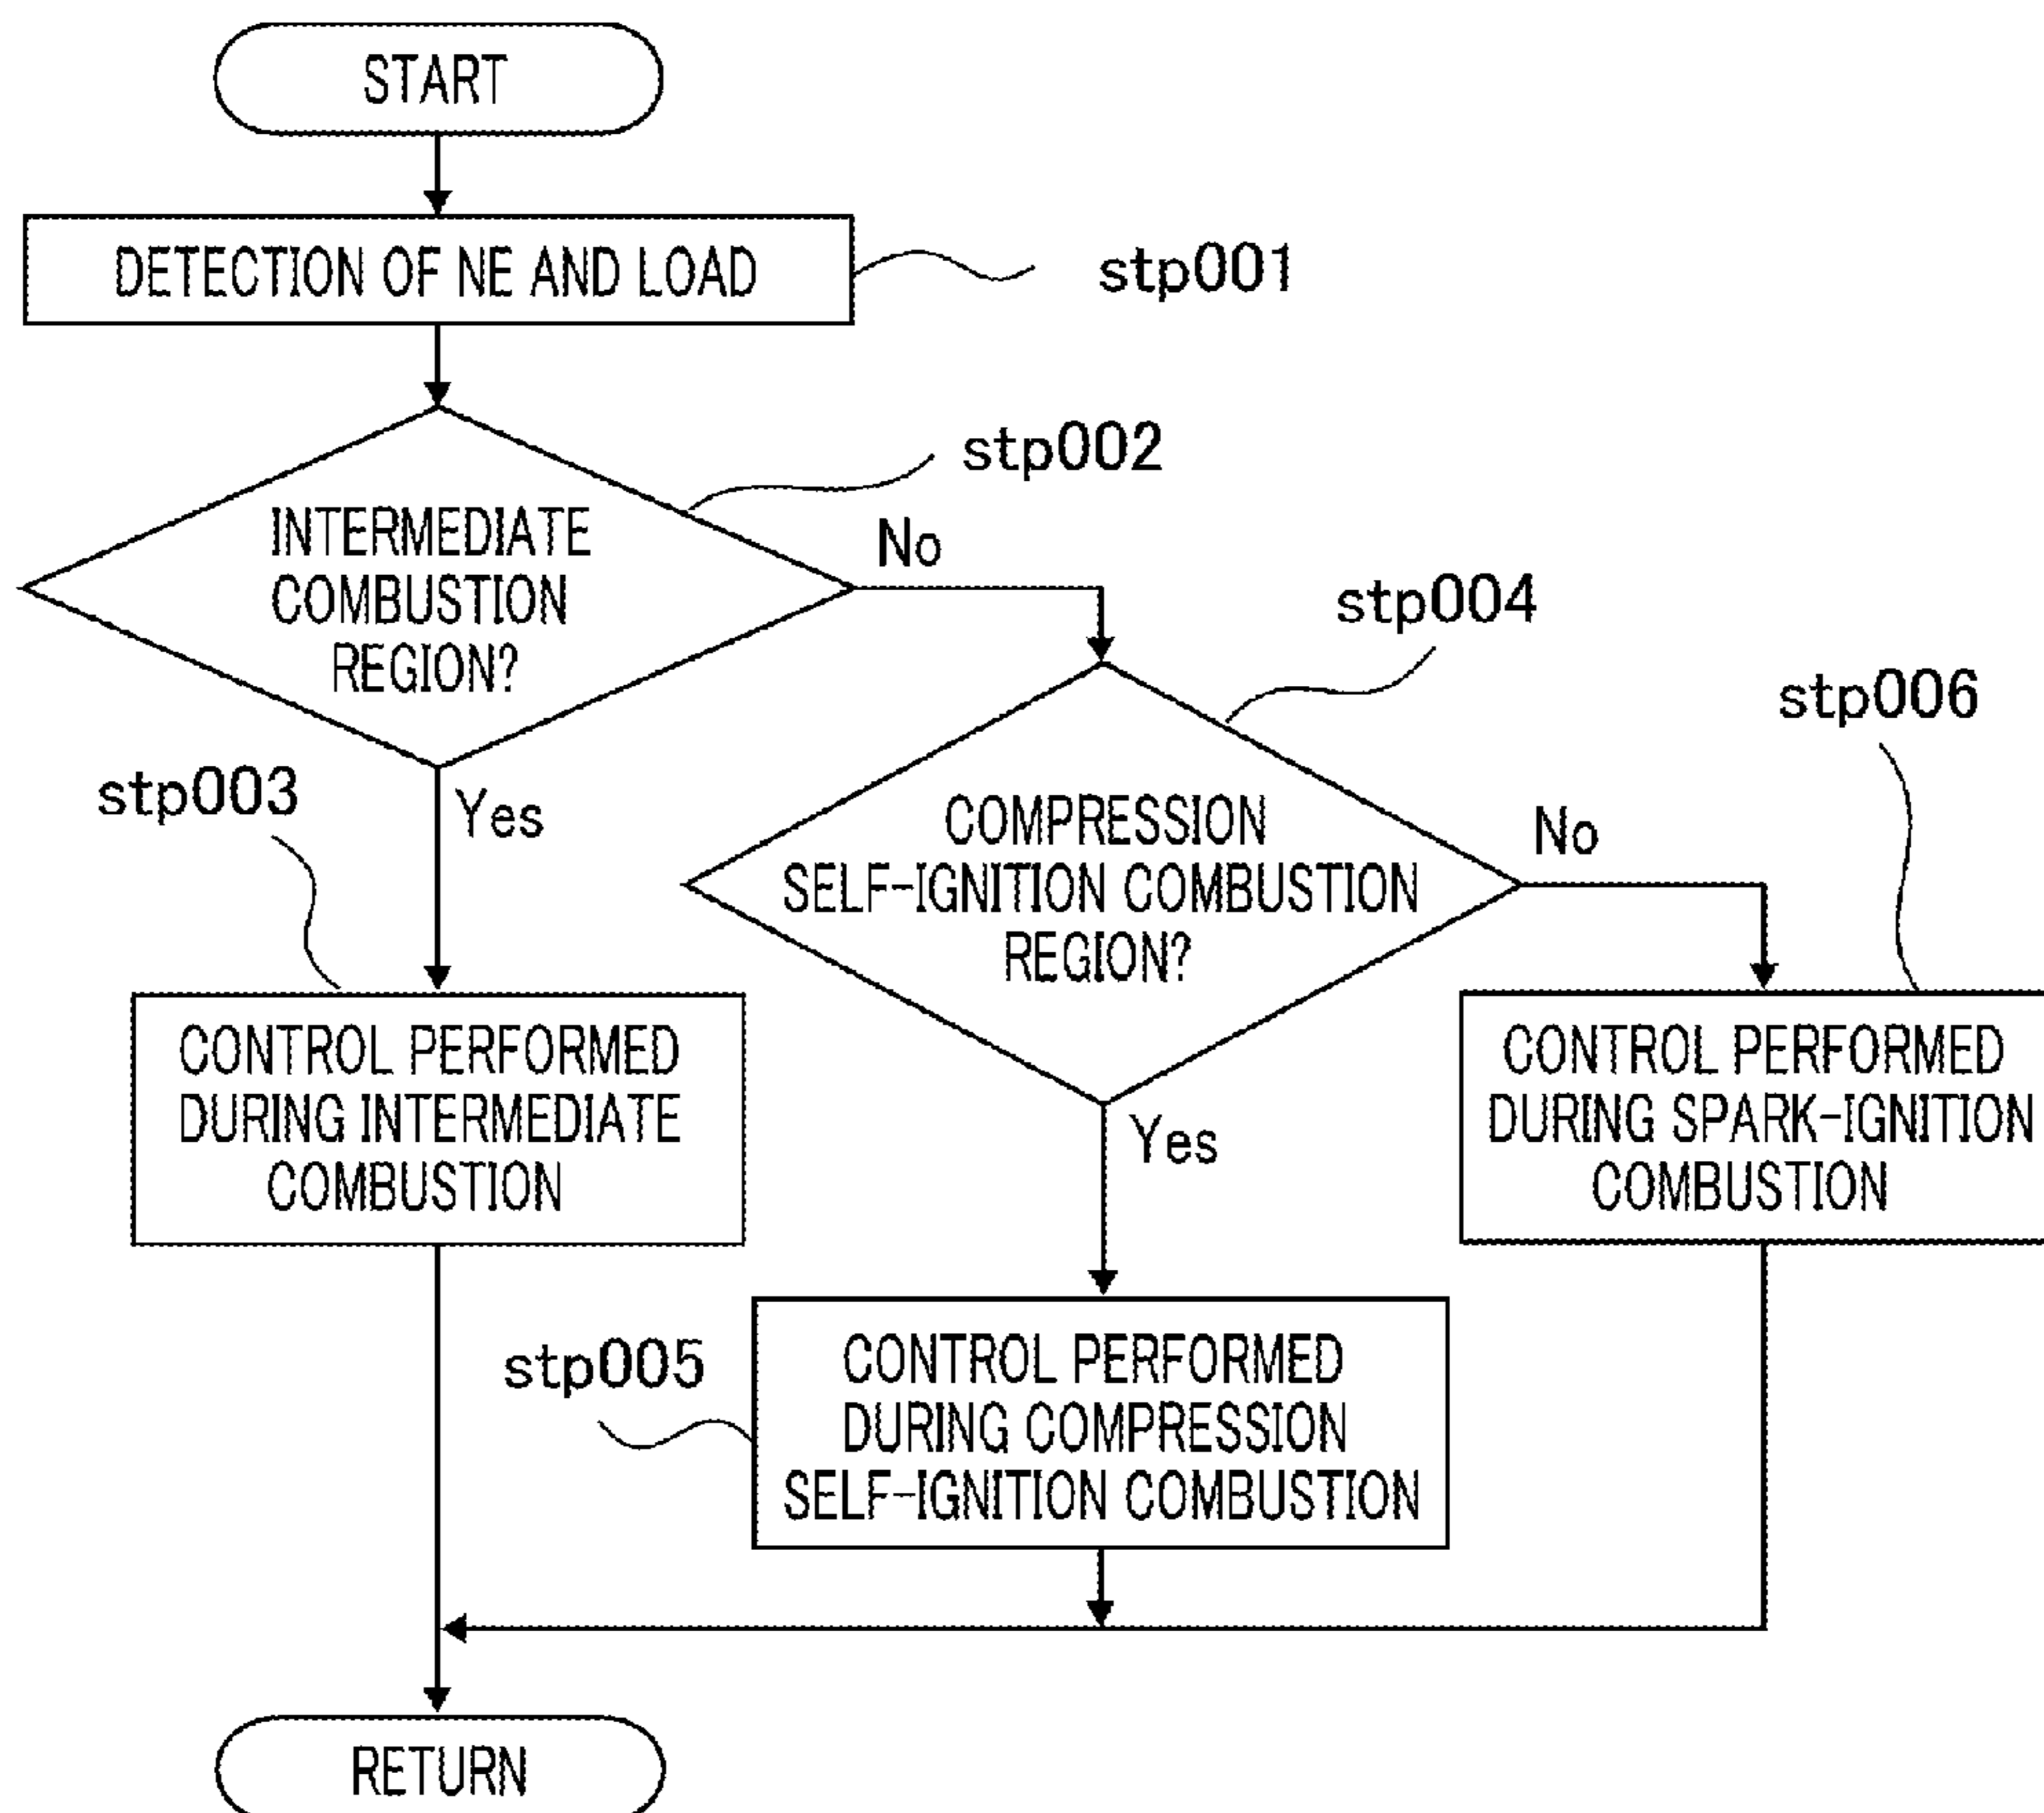 START
DETECTION OF NE AND LOAD
stp001
stp002
INTERMEDIATE
COMBUSTION
REGION?
No
Yes
stp003
stp004
COMPRESSION
SELF-IGNITION COMBUSTION
REGION?
No
Yes
stp006
CONTROL PERFORMED
DURING INTERMEDIATE
COMBUSTION
CONTROL PERFORMED
DURING SPARK-IGNITION
COMBUSTION
stp005
CONTROL PERFORMED
DURING COMPRESSION
SELF-IGNITION COMBUSTION
RETURN